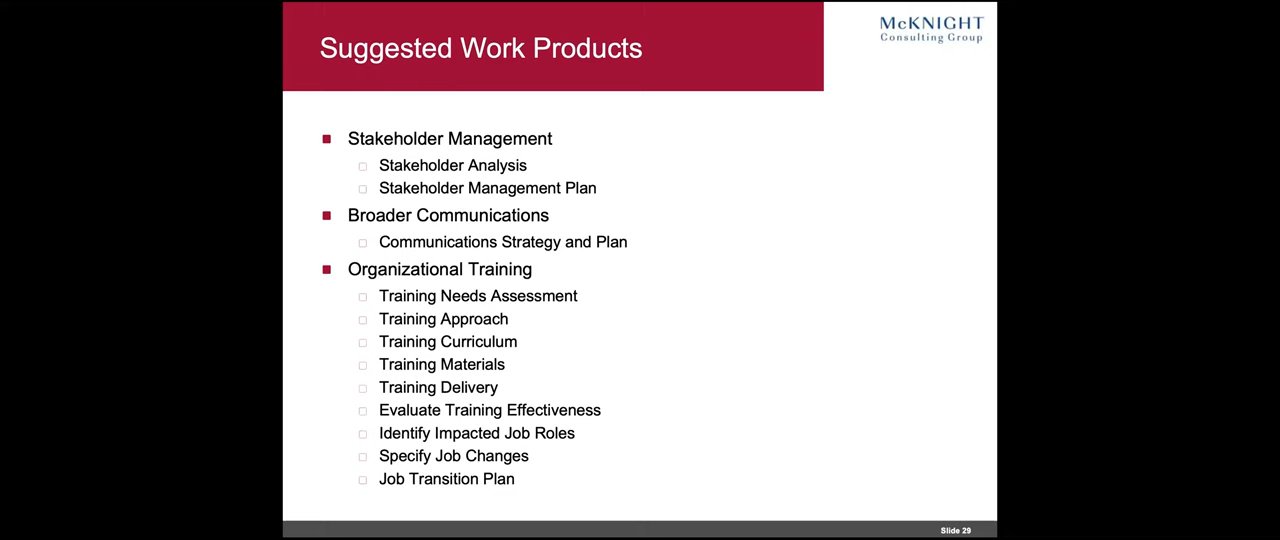 Suggested Work Products
McKNIGHT
Consulting Group
Stakeholder Management
Stakeholder Analysis
Stakeholder Management Plan
Broader Communications
Communications Strategy and Plan
Organizational Training
Training Needs Assessment
Training Approach
Training Curriculum
Training Materials
Training Delivery
Evaluate Training Effectiveness
Identify Impacted Job Roles
Specify Job Changes
Job Transition Plan
Slide 29